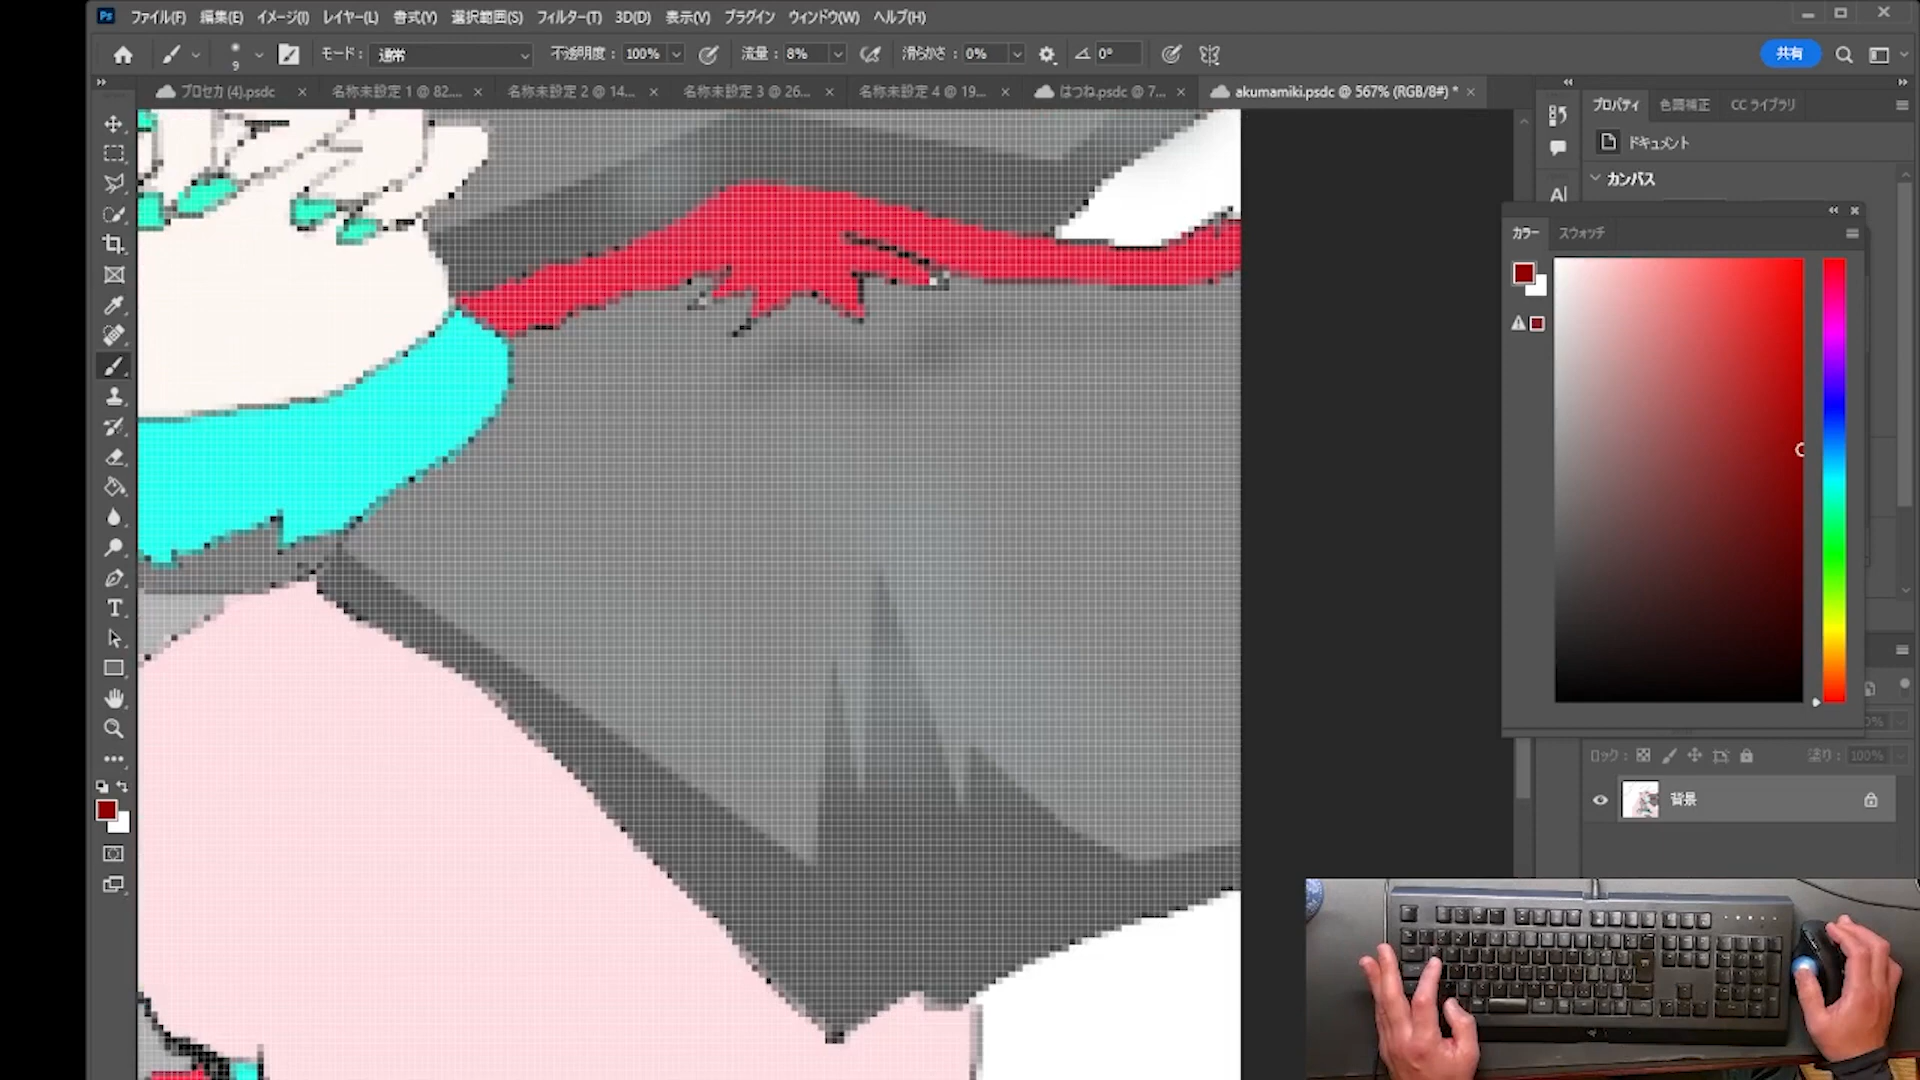 Ps ファイル(F) 編集(E) イメージ(I) レイヤー(L) 書式(Y) 選択範囲(S) フィルター(T) 3D(D) 表示(V) プラグイン ウィンドウ(W) ヘルプ(H)
9 モード : 通常 不透明度 : 100% 流量 : 8% 滑らかさ : 0% 0° 共有
プロセカ (4).psdc 名称未設定 1 @ 82.... 名称未設定 2 @ 14... 名称未設定 3 @ 26... 名称未設定 4 @ 19... はつね.psdc @ 7... akumamiki.psdc @ 567% (RGB/8#) *
プロパティ 色調補正 CC ライブラリ
ドキュメント
カンバス
カラー スウォッチ
ロック : 塗り : 100%
背景